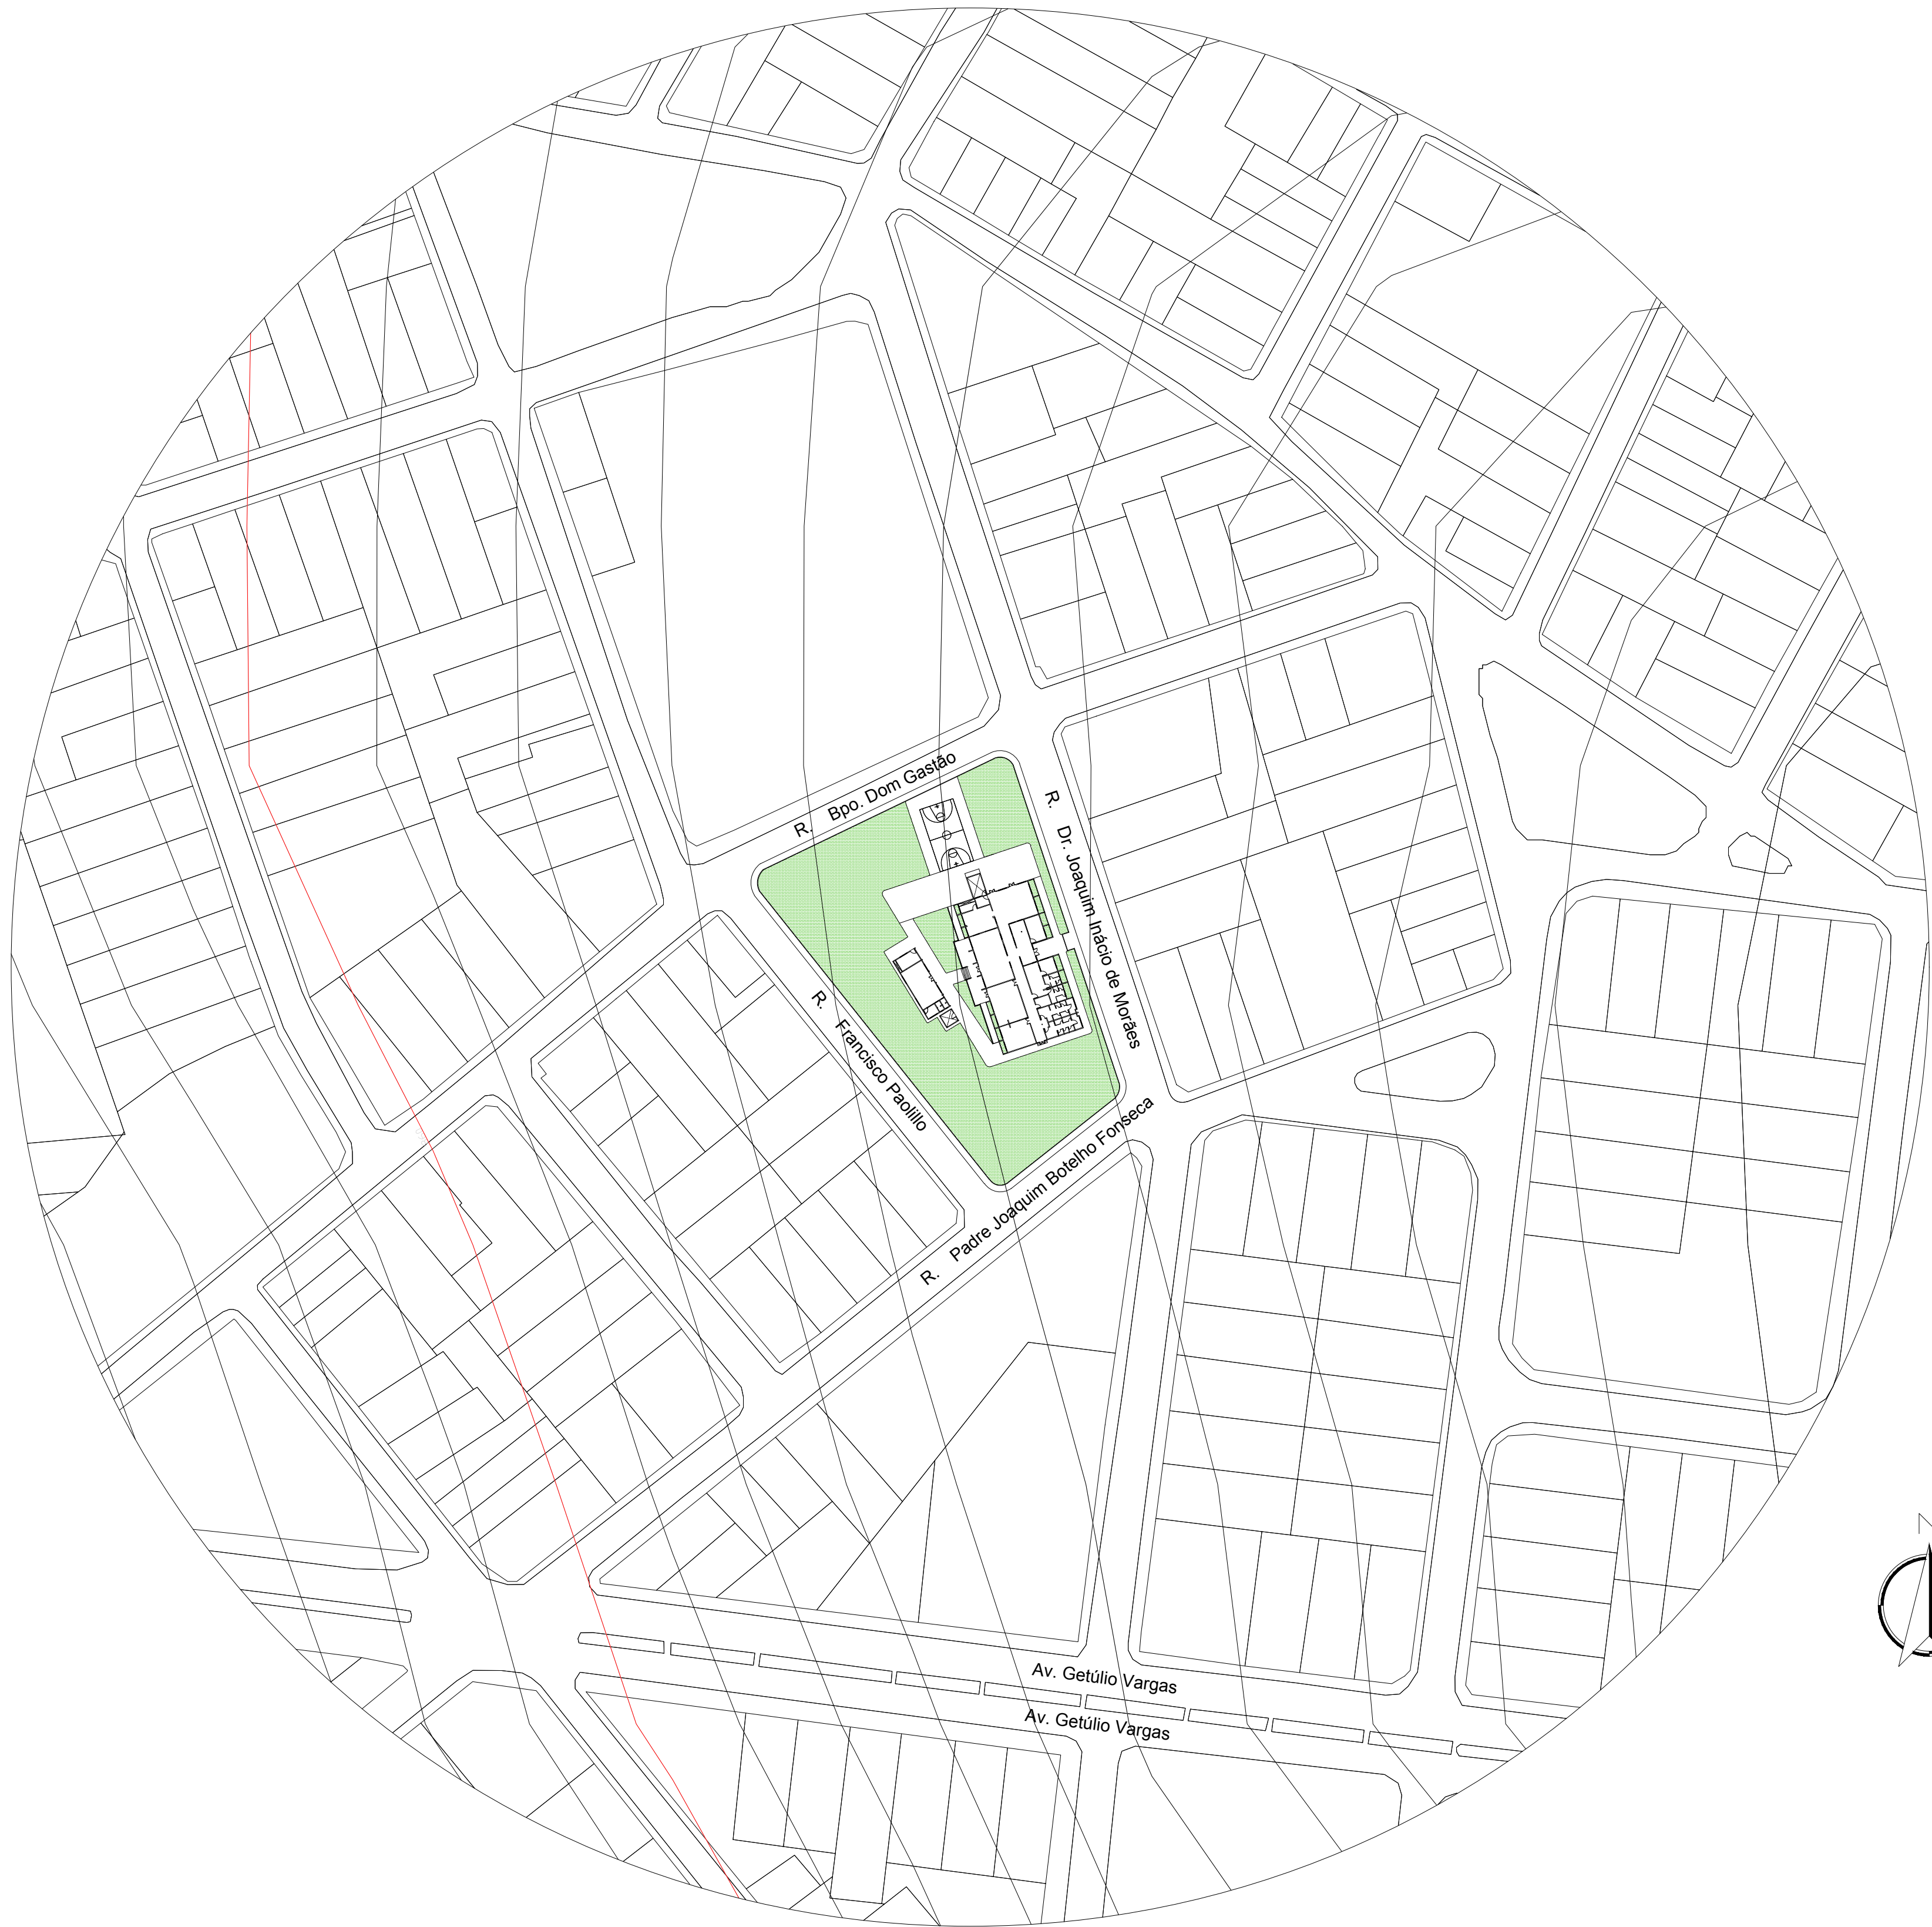 R. Bpo. Dom Gastão
R. Dr. Joaquim Inácio de Morães
R. Francisco Paolillo
R. Padre Joaquim Botelho Fonseca
Av. Getúlio Vargas
Av. Getúlio Vargas
N